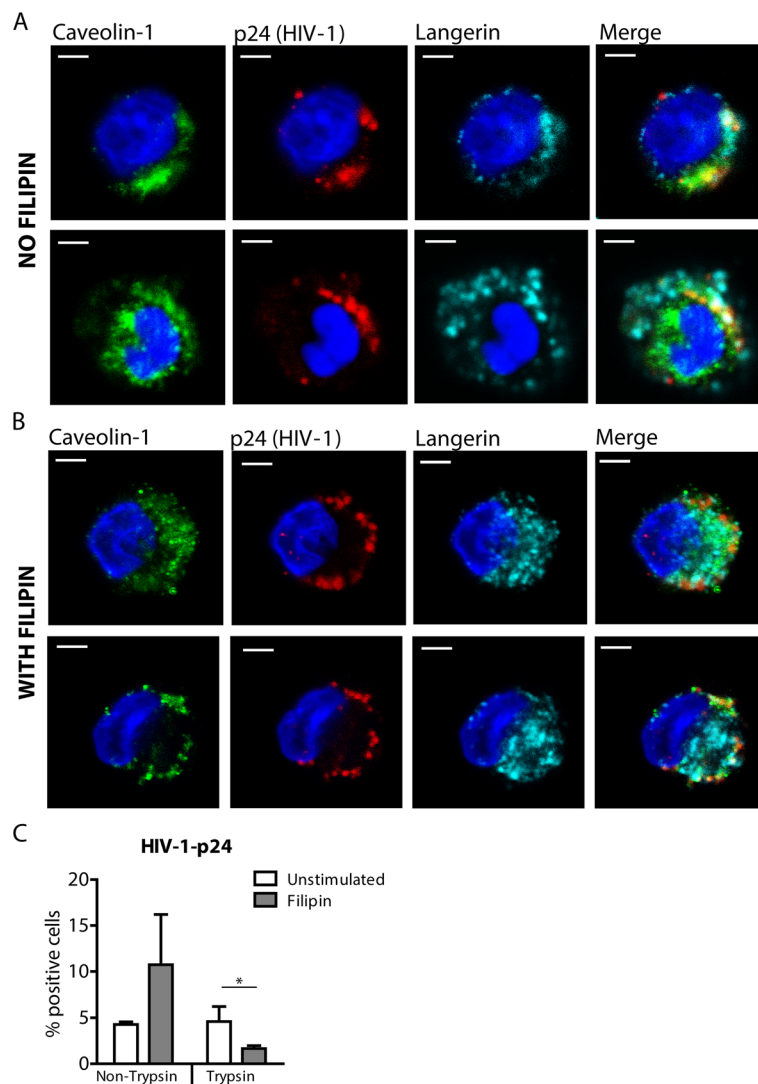 A
Caveolin-1 p24 (HIV-1) Langerin Merge
NO FILIPIN
B
Caveolin-1 p24 (HIV-1) Langerin Merge
WITH FILIPIN
C
HIV-1-p24
Unstimulated
Filipin
% positive cells
20
15
10
5
0
*
Non-Trypsin Trypsin